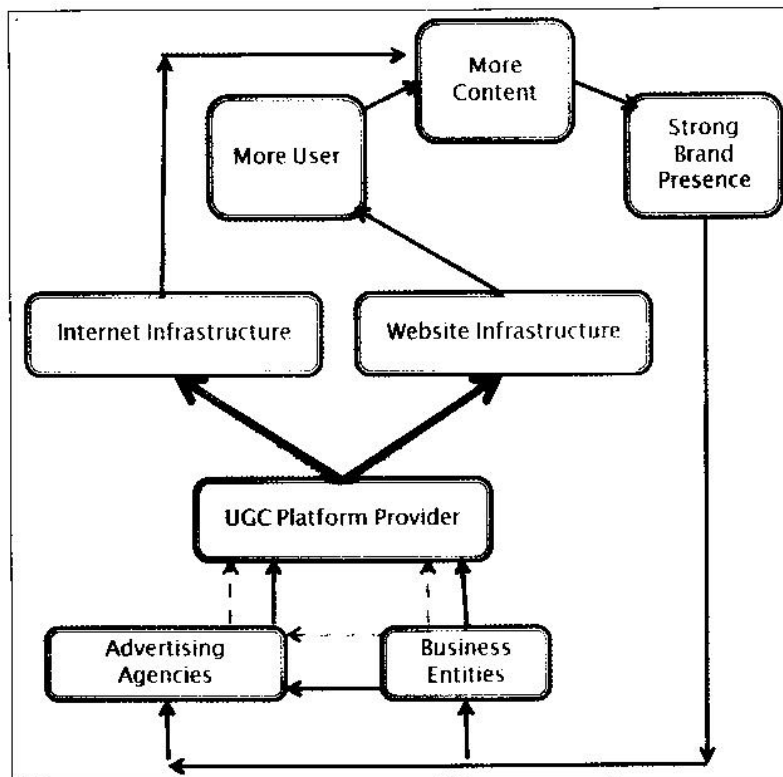 More
Content
More User
Strong
Brand
Presence
Internet Infrastructure
Website Infrastructure
UGC Platform Provider
Advertising
Agencies
Business
Entities